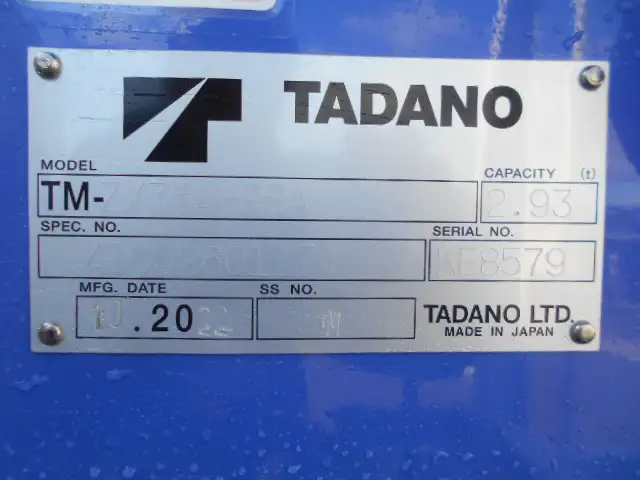 TADANO
MODEL
CAPACITY (t)
TM-
2.93
SPEC. NO.
SERIAL NO.
KE8579
MFG. DATE
SS NO.
.20
TADANO LTD.
MADE IN JAPAN